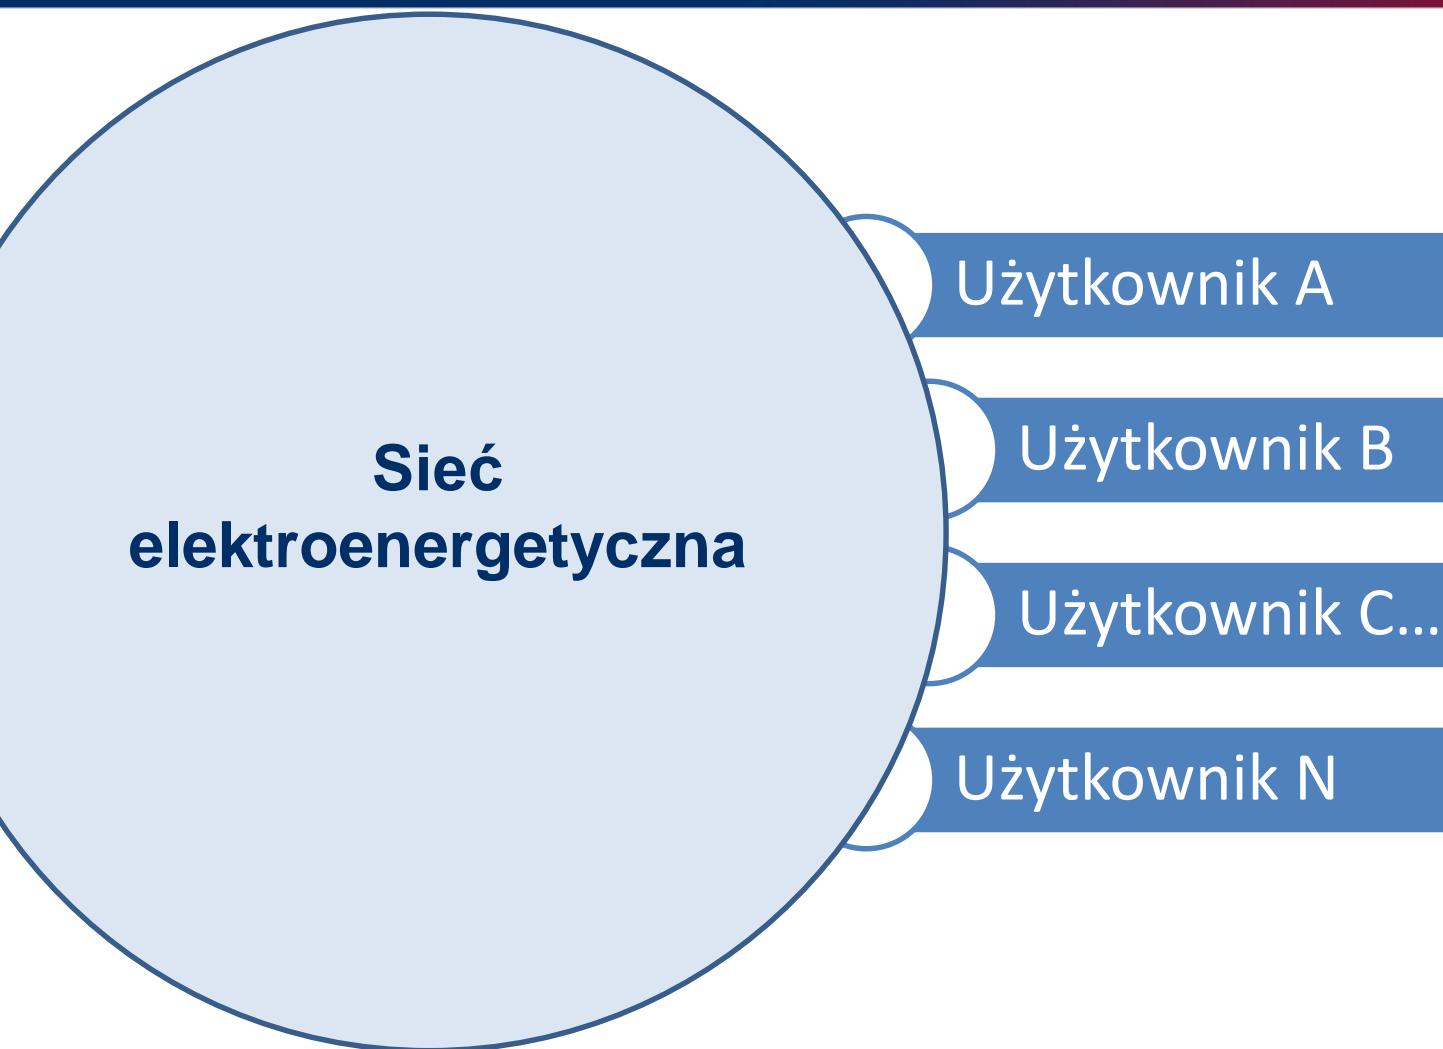 Sieć
elektroenergetyczna
Użytkownik A
Użytkownik B
Użytkownik C...
Użytkownik N